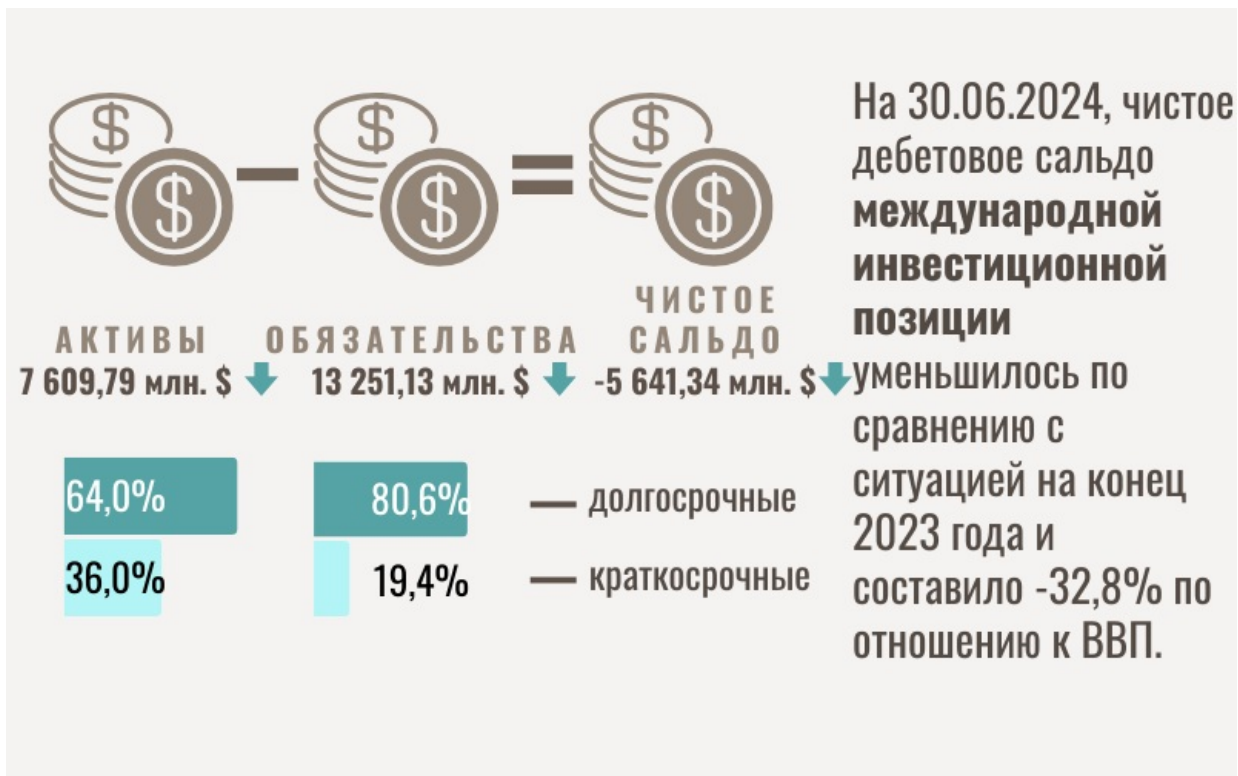 АКТИВЫ
7 609,79 млн. $
ОБЯЗАТЕЛЬСТВА
13 251,13 млн. $
ЧИСТОЕ
САЛЬДО
-5 641,34 млн. $
64,0%
36,0%
80,6%
19,4%
долгосрочные
краткосрочные
На 30.06.2024, чистое
дебетовое сальдо
международной
инвестиционной
позиции
уменьшилось по
сравнению с
ситуацией на конец
2023 года и
составило -32,8% по
отношению к ВВП.